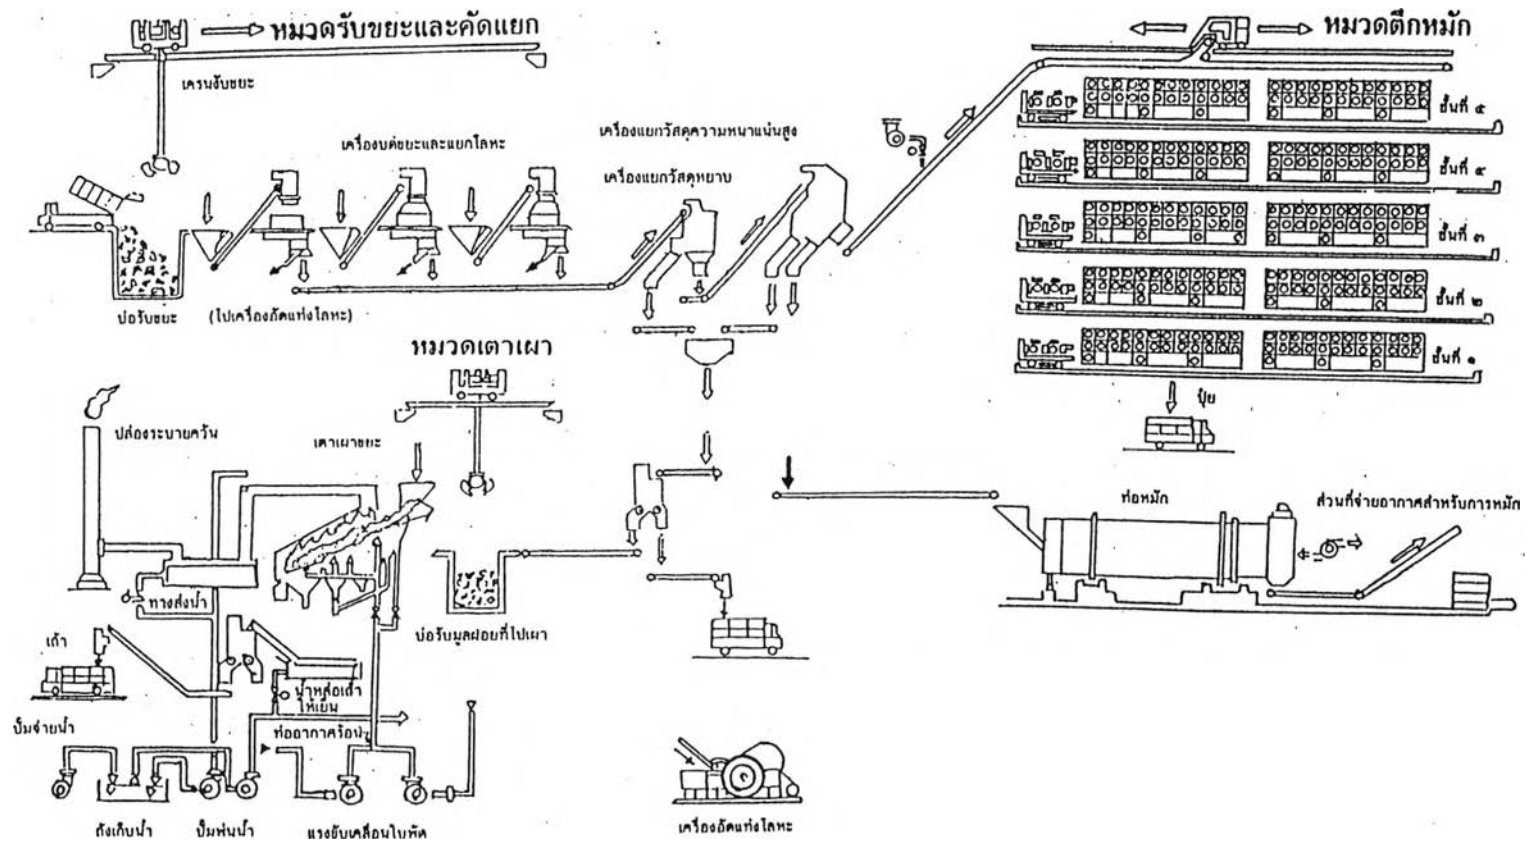 หมวดรับขยะและคัดแยก
หมวดตึกหมัก
เครนงับขยะ
เครื่องบดขยะและแยกโลหะ
เครื่องแยกวัสดุความหนาแน่นสูง
เครื่องแยกวัสดุหยาบ
ชั้นที่ ๕
ชั้นที่ ๔
ชั้นที่ ๓
ชั้นที่ ๒
ชั้นที่ ๑
บ่อรับขยะ
(ไปเครื่องอัดแท่งโลหะ)
หมวดเตาเผา
ปุ๋ย
ปล่องระบายควัน
เตาเผาขยะ
ท่อหมัก
ส่วนที่จ่ายอากาศสำหรับการหมัก
ทางส่งน้ำ
เถ้า
บ่อรับมูลฝอยที่ไปเผา
น้ำหล่อเถ้า
ให้เย็น
ปั๊มจ่ายน้ำ
ท่ออากาศร้อน
ถังเก็บน้ำ
ปั๊มพ่นน้ำ
แรงขับเคลื่อนใบพัด
เครื่องอัดแท่งโลหะ